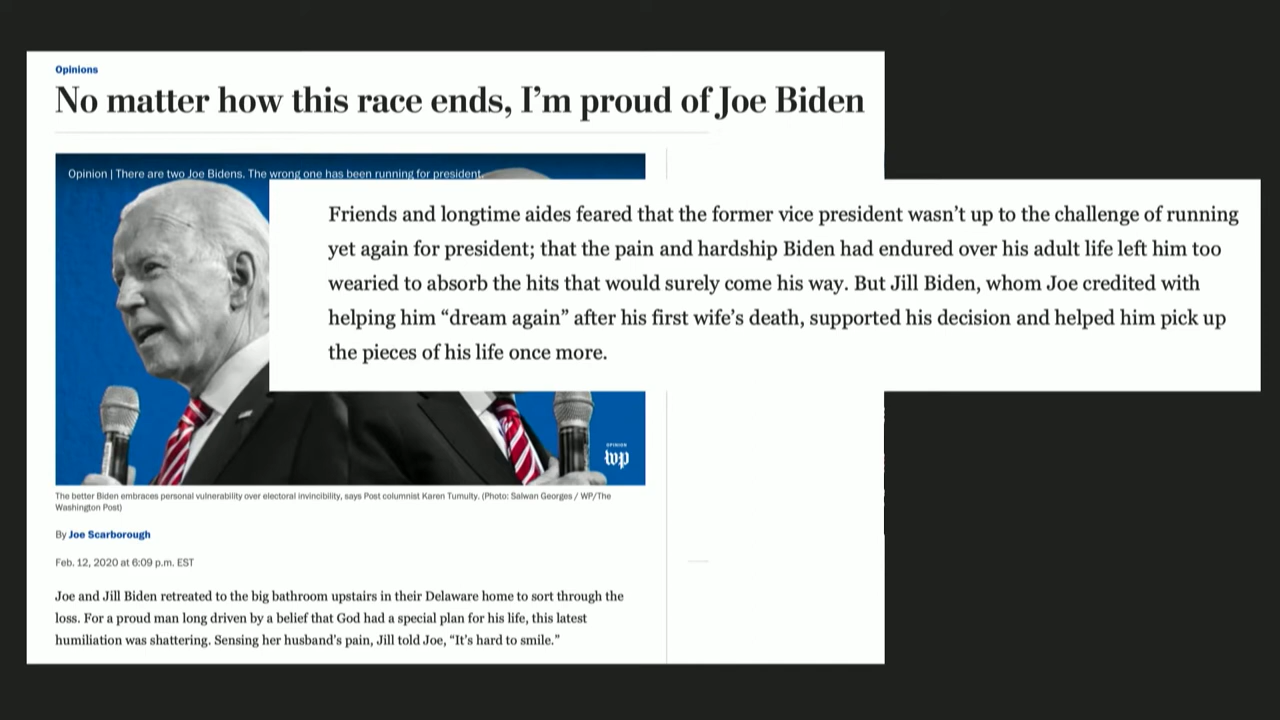 Opinions
No matter how this race ends, I’m proud of Joe Biden
Opinion | There are two Joe Bidens. The wrong one has been running for president.
Friends and longtime aides feared that the former vice president wasn’t up to the challenge of running
yet again for president; that the pain and hardship Biden had endured over his adult life left him too
wearied to absorb the hits that would surely come his way. But Jill Biden, whom Joe credited with
helping him “dream again” after his first wife’s death, supported his decision and helped him pick up
the pieces of his life once more.
OPINION
wp
The better Biden embraces personal vulnerability over electoral invincibility, says Post columnist Karen Tumulty. (Photo: Salwan Georges / WP/The
Washington Post)
By Joe Scarborough
Feb. 12, 2020 at 6:09 p.m. EST
Joe and Jill Biden retreated to the big bathroom upstairs in their Delaware home to sort through the
loss. For a proud man long driven by a belief that God had a special plan for his life, this latest
humiliation was shattering. Sensing her husband’s pain, Jill told Joe, “It’s hard to smile.”